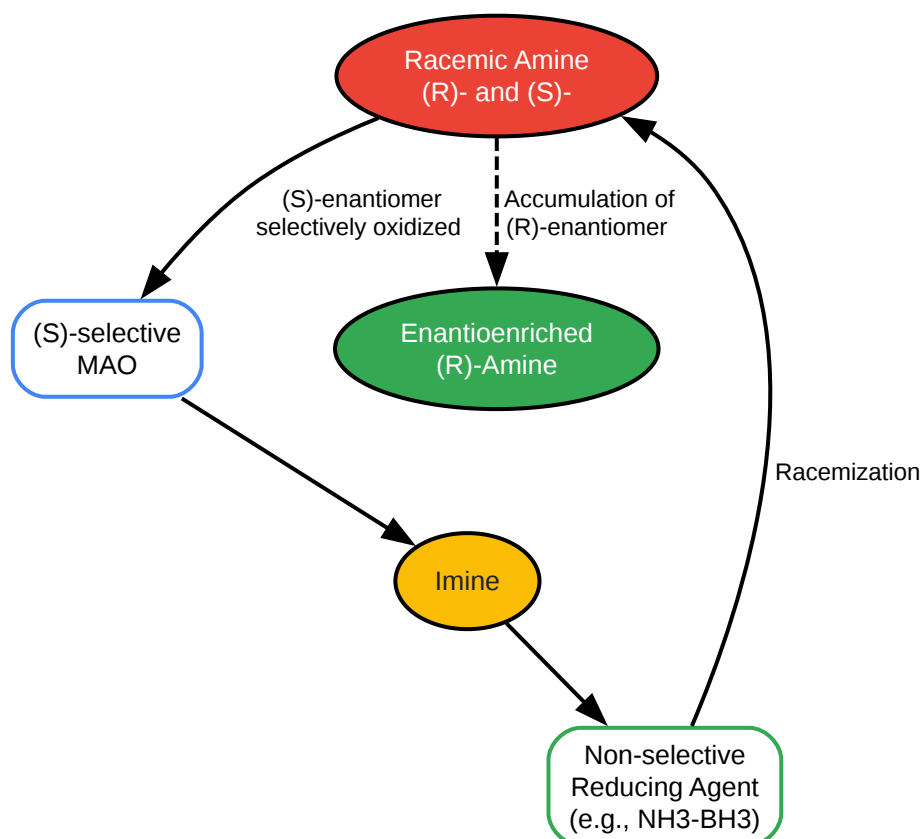 Racemic Amine
(R)- and (S)-
(S)-enantiomer
selectively oxidized
Accumulation of
(R)-enantiomer
(S)-selective
MAO
Enantioenriched
(R)-Amine
Racemization
Imine
Non-selective
Reducing Agent
(e.g., NH3-BH3)